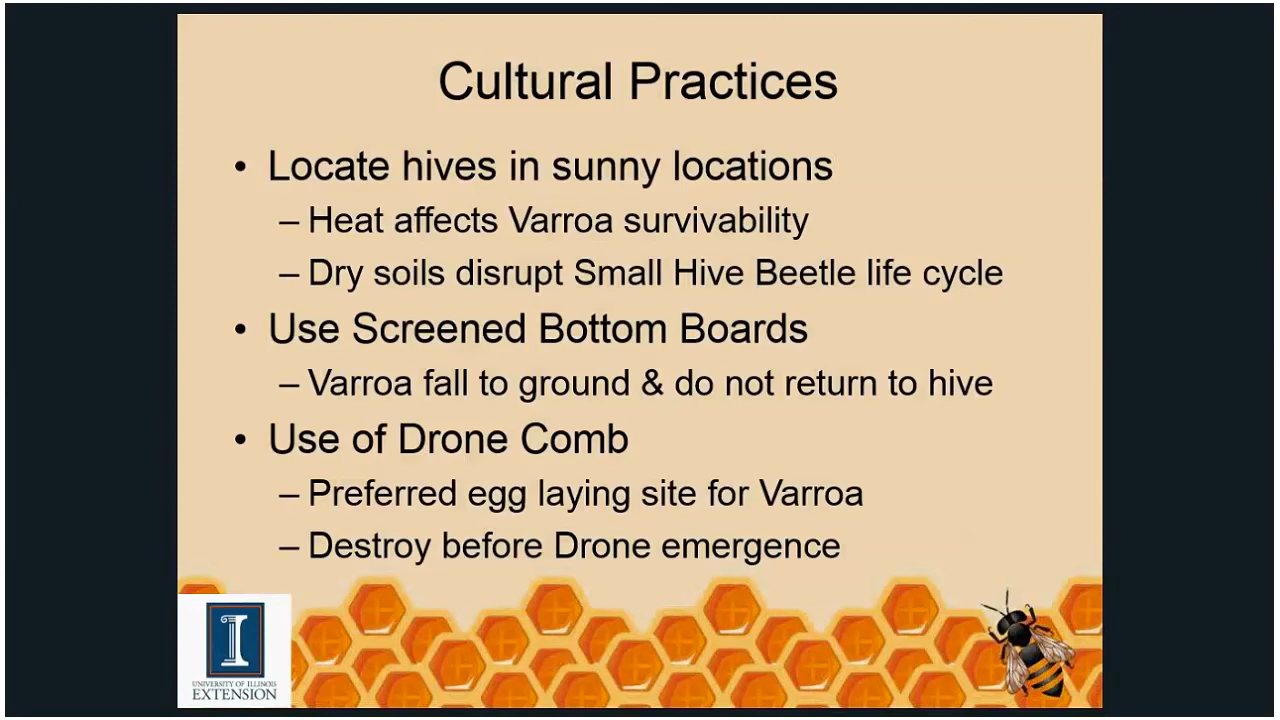 Cultural Practices
• Locate hives in sunny locations
– Heat affects Varroa survivability
– Dry soils disrupt Small Hive Beetle life cycle
• Use Screened Bottom Boards
– Varroa fall to ground & do not return to hive
• Use of Drone Comb
– Preferred egg laying site for Varroa
– Destroy before Drone emergence
I
UNIVERSITY OF ILLINOIS
EXTENSION